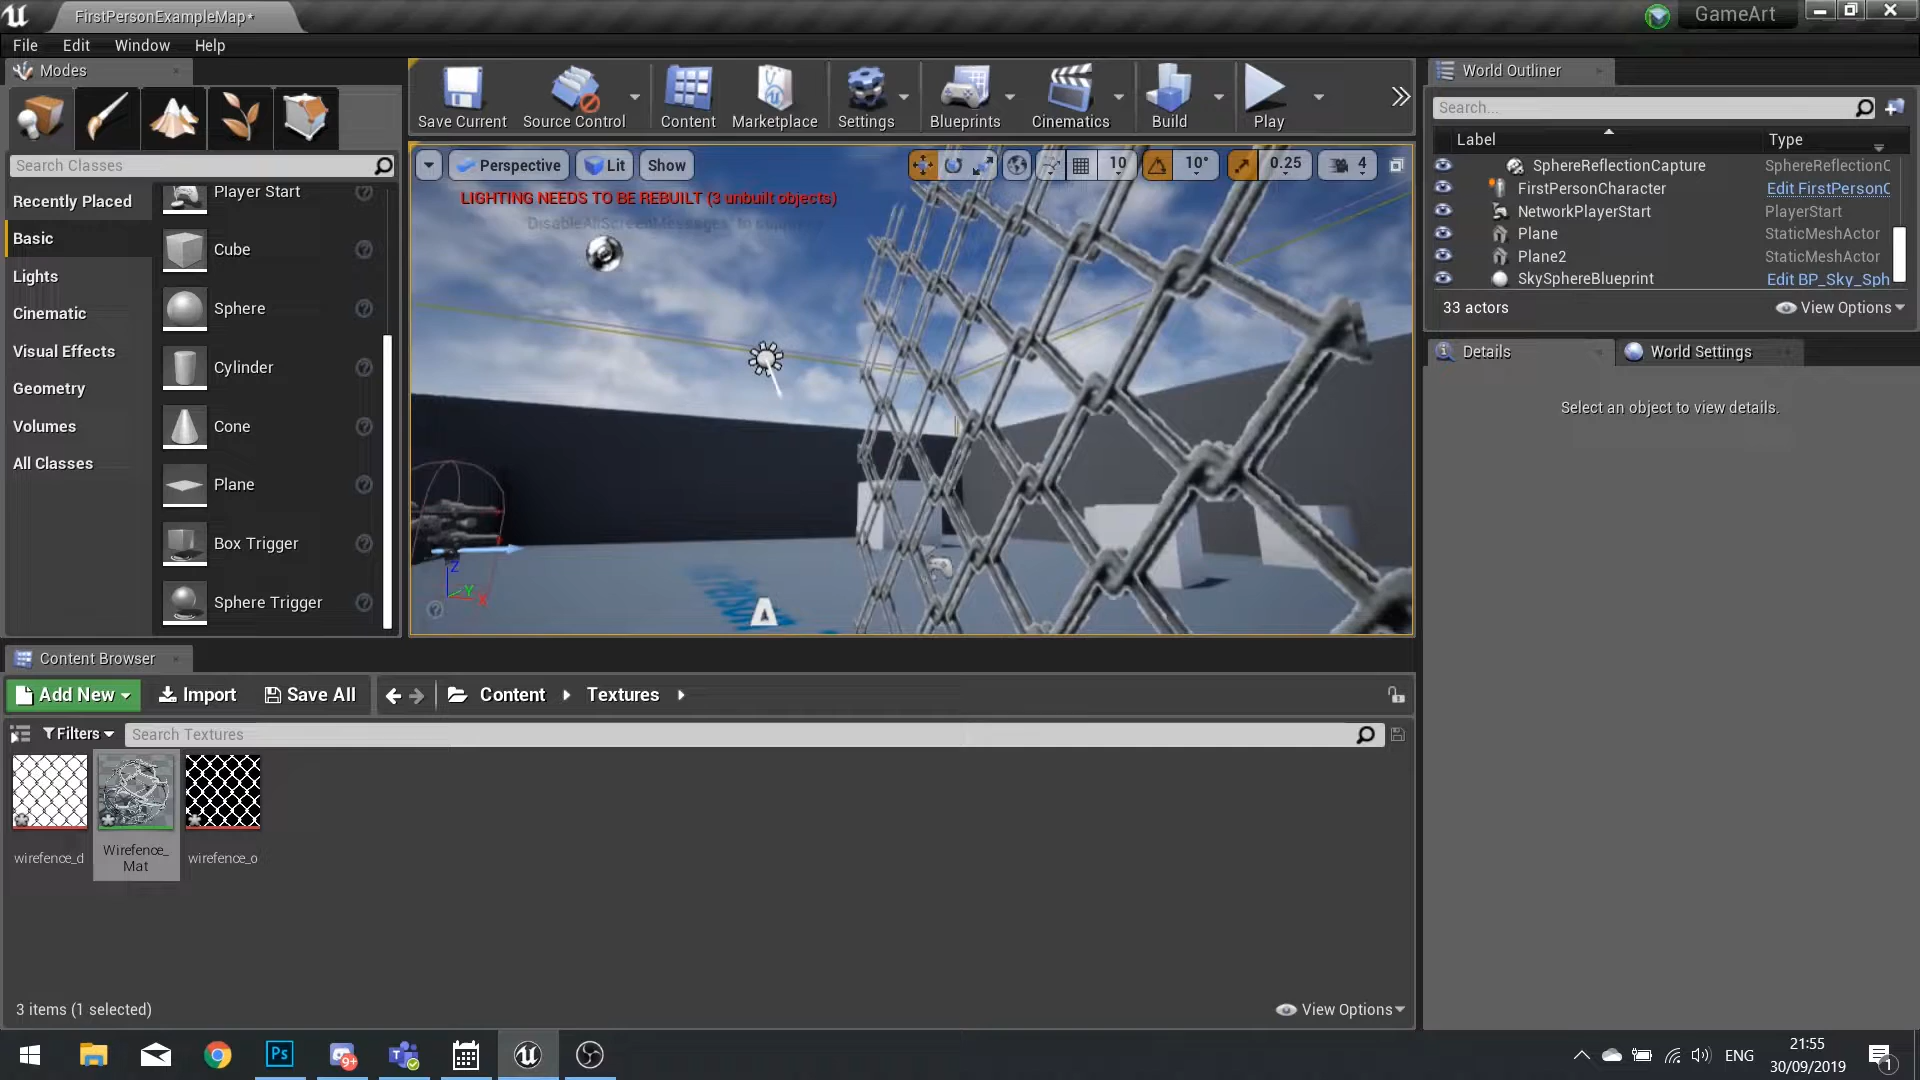 FirstPersonExampleMap*
GameArt
File
Edit
Window
Help
Modes
Search Classes
Recently Placed
Basic
Lights
Cinematic
Visual Effects
Geometry
Volumes
All Classes
Player Start
Cube
Sphere
Cylinder
Cone
Plane
Box Trigger
Sphere Trigger
Save Current
Source Control
Content
Marketplace
Settings
Blueprints
Cinematics
Build
Play
Perspective
Lit
Show
10
10°
0.25
4
LIGHTING NEEDS TO BE REBUILT (3 unbuilt objects)
'DisableAllScreenMessages' to suppress
Z
Y
X
World Outliner
Search...
Label
Type
SphereReflectionCapture
SphereReflectionC
FirstPersonCharacter
Edit FirstPersonC
NetworkPlayerStart
PlayerStart
Plane
StaticMeshActor
Plane2
StaticMeshActor
SkySphereBlueprint
Edit BP_Sky_Sph
33 actors
View Options
Details
World Settings
Select an object to view details.
Content Browser
Add New
Import
Save All
Content
Textures
Filters
Search Textures
wirefence_d
Wirefence_
Mat
wirefence_o
3 items (1 selected)
View Options
Ps
9+
ENG
21:55
30/09/2019
1